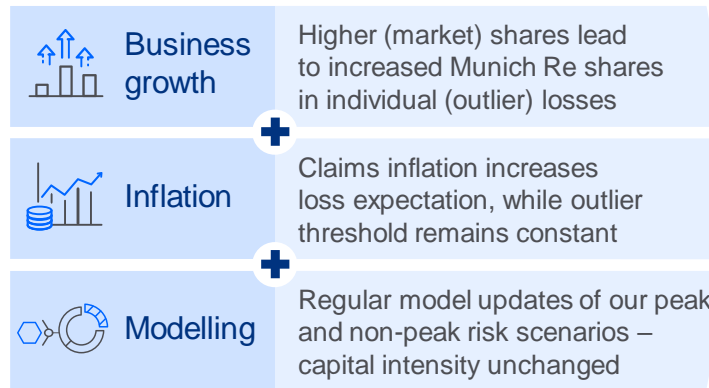 Business
growth
Higher (market) shares lead
to increased Munich Re shares
in individual (outlier) losses
Inflation
Claims inflation increases
loss expectation, while outlier
threshold remains constant
Modelling
Regular model updates of our peak
and non-peak risk scenarios –
capital intensity unchanged